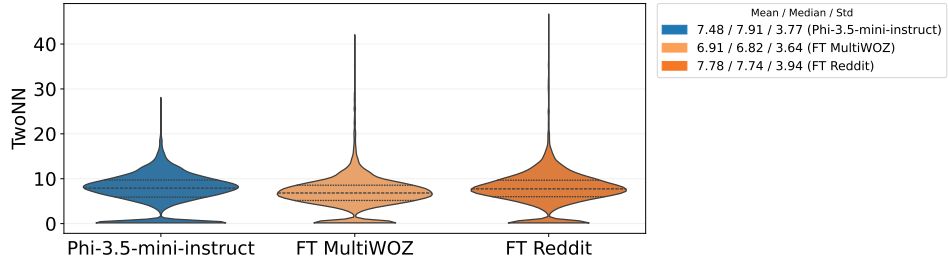 Mean / Median / Std
7.48 / 7.91 / 3.77 (Phi-3.5-mini-instruct)
6.91 / 6.82 / 3.64 (FT MultiWOZ)
7.78 / 7.74 / 3.94 (FT Reddit)
TwoNN
40
30
20
10
0
Phi-3.5-mini-instruct FT MultiWOZ FT Reddit